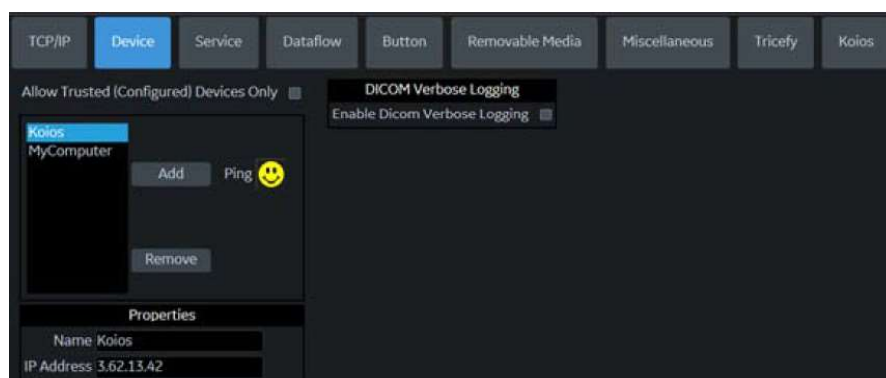 TCP/IP Device Service Dataflow Button Removable Media Miscellaneous Tricefy Koios
Allow Trusted (Configured) Devices Only
DICOM Verbose Logging
Enable Dicom Verbose Logging
Koios
MyComputer
Add Ping
Remove
Properties
Name Koios
IP Address 3.62.13.42